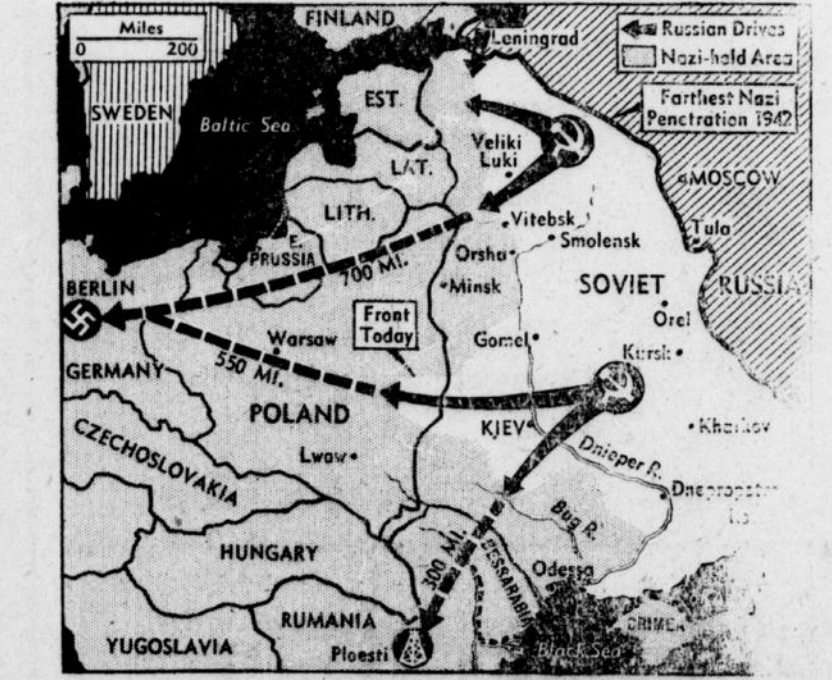 Miles
0 200
FINLAND
Leningrad
Russian Drives
Nazi-held Area
Farthest Nazi
Penetration 1942
SWEDEN
Baltic Sea
EST.
Veliki
Luki
LAT.
MOSCOW
LITH.
Vitebsk
Tula
Smolensk
E.
PRUSSIA
Orsha
700 MI.
Minsk
SOVIET
RUSSIA
BERLIN
Orel
Front
Today
Warsaw
Gomel
Kursk
550 MI.
GERMANY
POLAND
KIEV
Kharkov
CZECHOSLOVAKIA
Lwow
Dnieper R.
Bug R.
HUNGARY
300 MI.
BESSARABIA
Odessa
RUMANIA
CRIMEA
YUGOSLAVIA
Ploesti
Black Sea